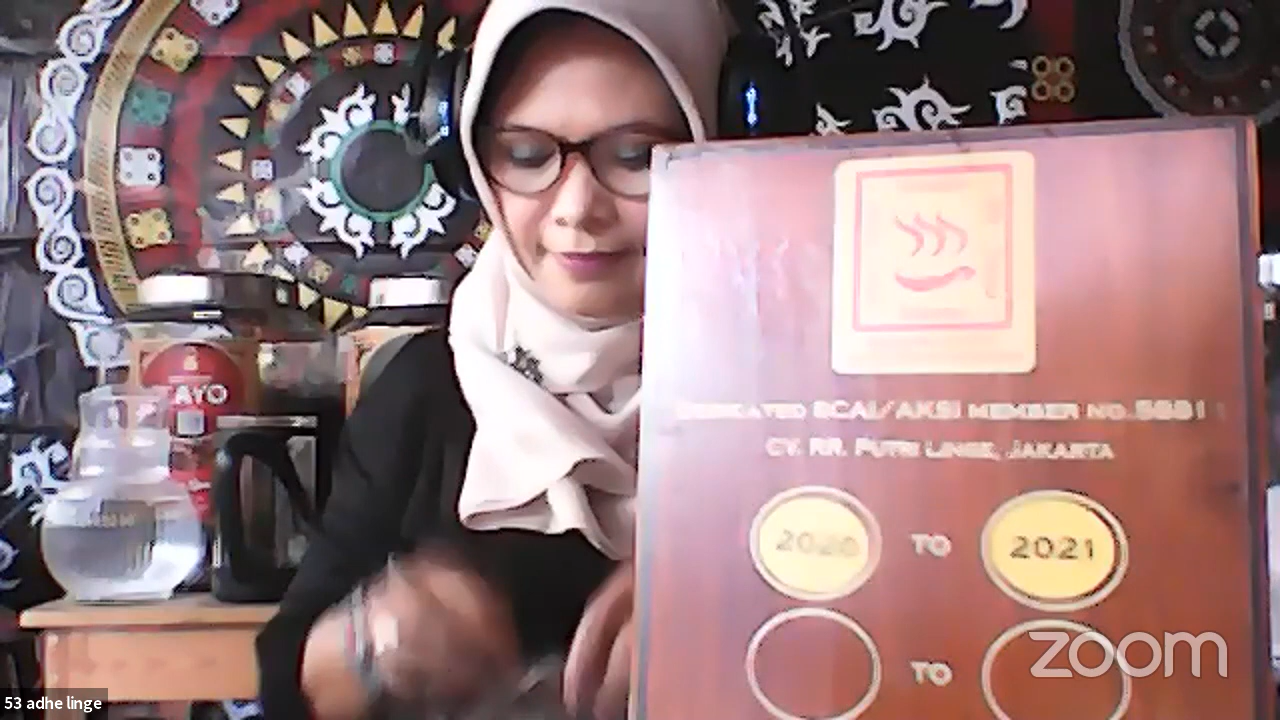 AYO
SCAI/AKSI MEMBER NO.
CV. RR. PUTRI LINGE, JAKARTA
2020 TO 2021
TO
zoom
53 adhe linge